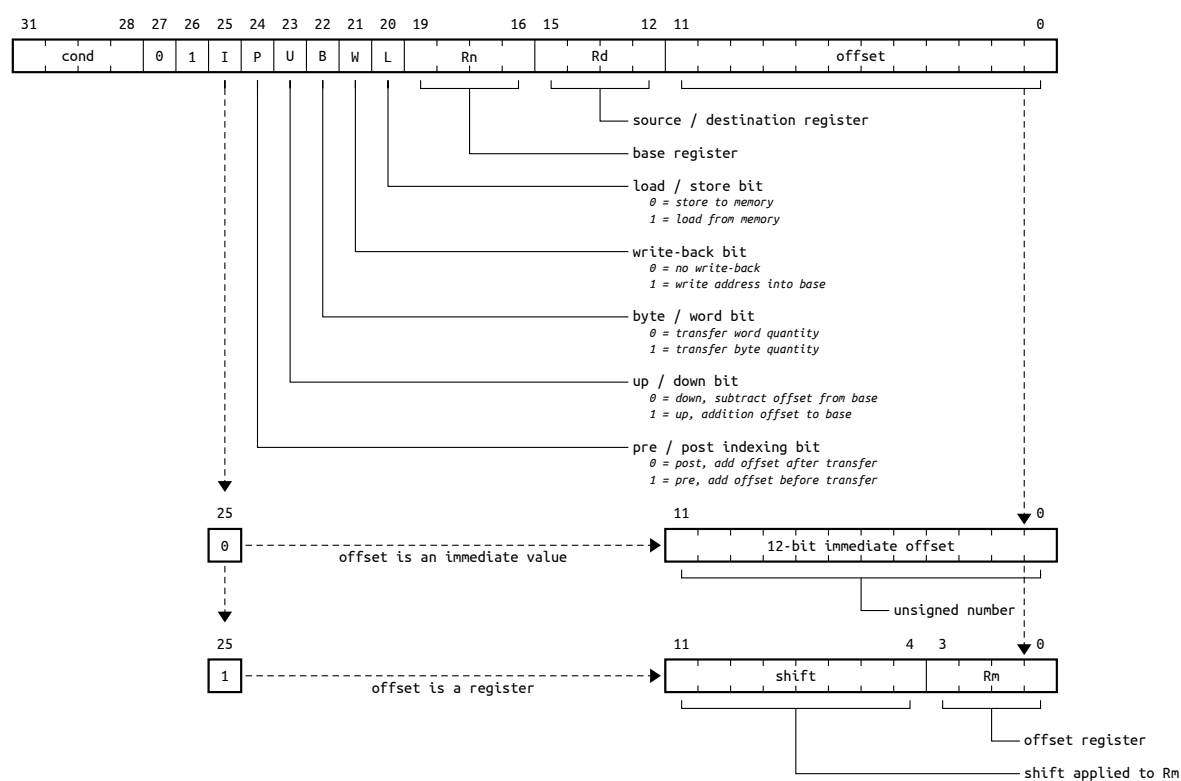 31 28 27 26 25 24 23 22 21 20 19 16 15 12 11 0
cond 0 1 I P U B W L Rn Rd offset
source / destination register
base register
load / store bit
0 = store to memory
1 = load from memory
write-back bit
0 = no write-back
1 = write address into base
byte / word bit
0 = transfer word quantity
1 = transfer byte quantity
up / down bit
0 = down, subtract offset from base
1 = up, addition offset to base
pre / post indexing bit
0 = post, add offset after transfer
1 = pre, add offset before transfer
25 11 0
0 12-bit immediate offset
offset is an immediate value
unsigned number
25 11 4 3 0
1 shift Rm
offset is a register
offset register
shift applied to Rm